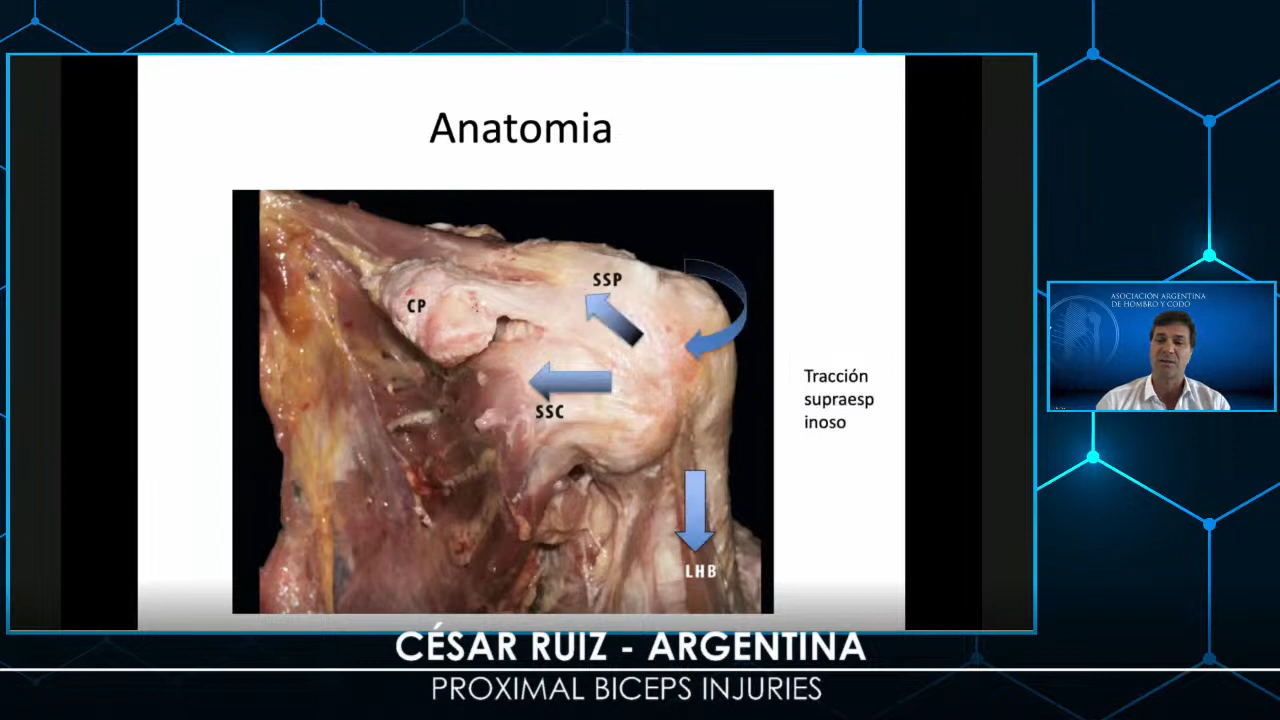 Anatomia
SSP
CP
SSC
LHB
Tracción
supraesp
inoso
ASOCIACIÓN ARGENTINA
DE HOMBRO Y CODO
CÉSAR RUIZ - ARGENTINA
PROXIMAL BICEPS INJURIES